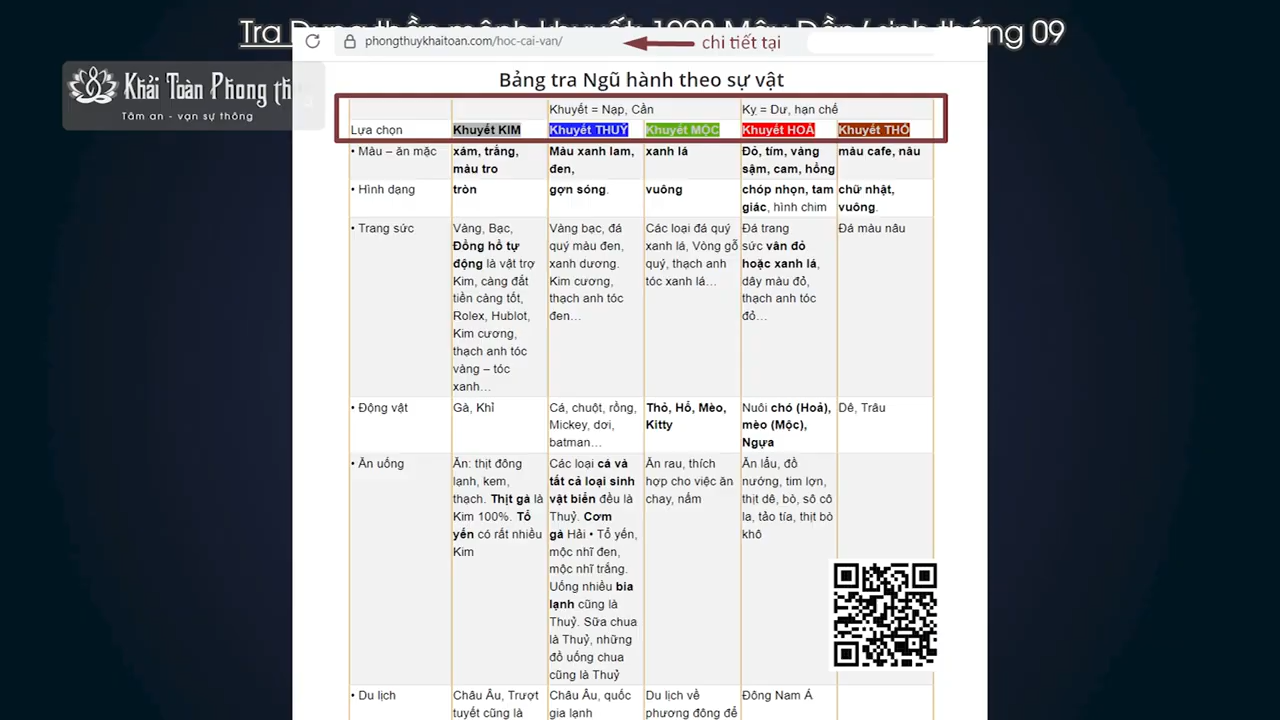 Tra Dụng thần mệnh khuyết: 1998 Mậu Dần/ sinh tháng 09
phongthuykhaitoan.com/hoc-cai-van/
chi tiết tại
Khải Toàn Phong th
Tâm an - vạn sự thông
Bảng tra Ngũ hành theo sự vật
Khuyết = Nạp, Cần
Kỵ = Dư, hạn chế
Lựa chọn
Khuyết KIM
Khuyết THUỶ
Khuyết MỘC
Khuyết HOẢ
Khuyết THỔ
• Màu – ăn mặc
xám, trắng,
màu tro
Màu xanh lam,
đen,
xanh lá
Đỏ, tím, vàng
sậm, cam, hồng
màu cafe, nâu
• Hình dạng
tròn
gợn sóng.
vuông
chóp nhọn, tam
giác, hình chim
chữ nhật,
vuông.
• Trang sức
Vàng, Bạc,
Đồng hồ tự
động là vật trợ
Kim, càng đắt
tiền càng tốt,
Rolex, Hublot,
Kim cương,
thạch anh tóc
vàng – tóc
xanh…
Vàng bạc, đá
quý màu đen,
xanh dương.
Kim cương,
thạch anh tóc
đen…
Các loại đá quý
xanh lá, Vòng gỗ
quý, thạch anh
tóc xanh lá…
Đá trang
sức vân đỏ
hoặc xanh lá,
dây màu đỏ,
thạch anh tóc
đỏ…
Đá màu nâu
• Động vật
Gà, Khỉ
Cá, chuột, rồng,
Mickey, dơi,
batman…
Thỏ, Hổ, Mèo,
Kitty
Nuôi chó (Hoả),
mèo (Mộc),
Ngựa
Dê, Trâu
• Ăn uống
Ăn: thịt đông
lạnh, kem,
thạch. Thịt gà là
Kim 100%. Tổ
yến có rất nhiều
Kim
Các loại cá và
tất cả loại sinh
vật biển đều là
Thuỷ. Cơm
gà Hải • Tổ yến,
mộc nhĩ đen,
mộc nhĩ trắng.
Uống nhiều bia
lạnh cũng là
Thuỷ. Sữa chua
là Thuỷ, những
đồ uống chua
cũng là Thuỷ
Ăn rau, thích
hợp cho việc ăn
chay, nấm
Ăn lẩu, đồ
nướng, tim lợn,
thịt dê, bò, sô cô
la, tảo tía, thịt bò
khô
• Du lịch
Châu Âu, Trượt
tuyết cũng là
Châu Âu, quốc
gia lạnh
Du lịch về
phương đông để
Đông Nam Á